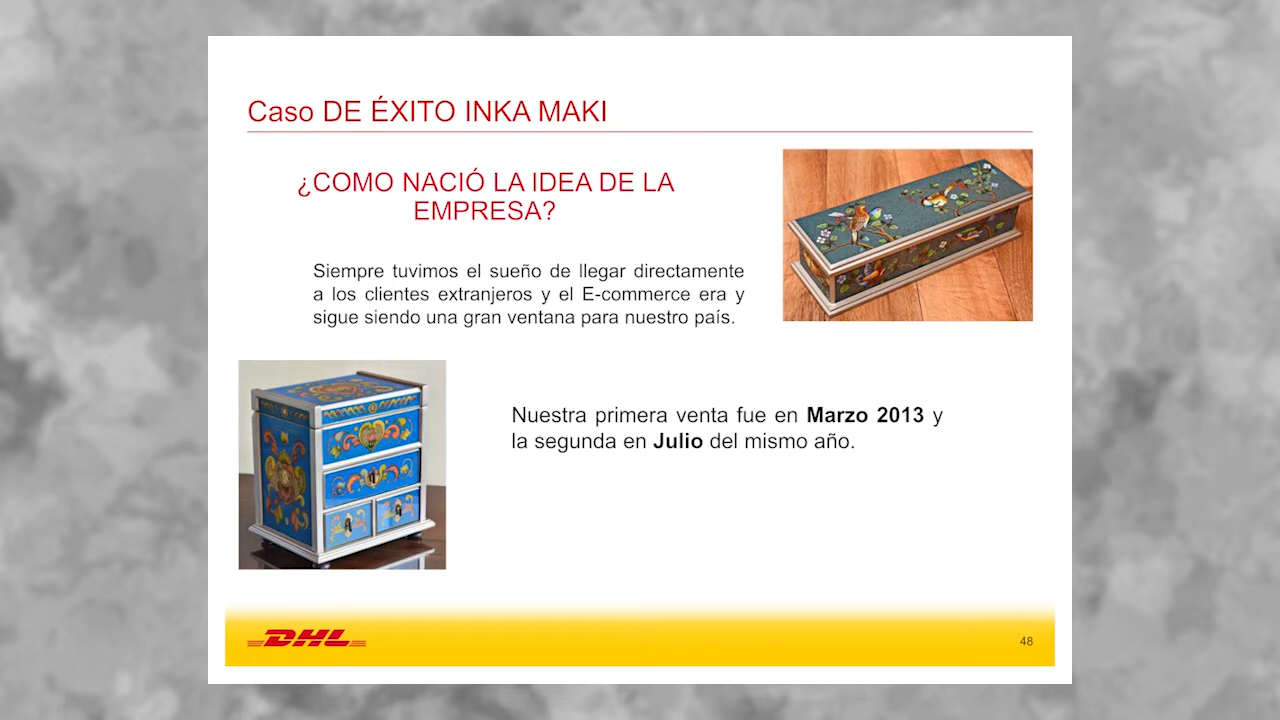 Caso DE ÉXITO INKA MAKI
¿COMO NACIÓ LA IDEA DE LA
EMPRESA?
Siempre tuvimos el sueño de llegar directamente
a los clientes extranjeros y el E-commerce era y
sigue siendo una gran ventana para nuestro país.
Nuestra primera venta fue en Marzo 2013 y
la segunda en Julio del mismo año.
DHL
48